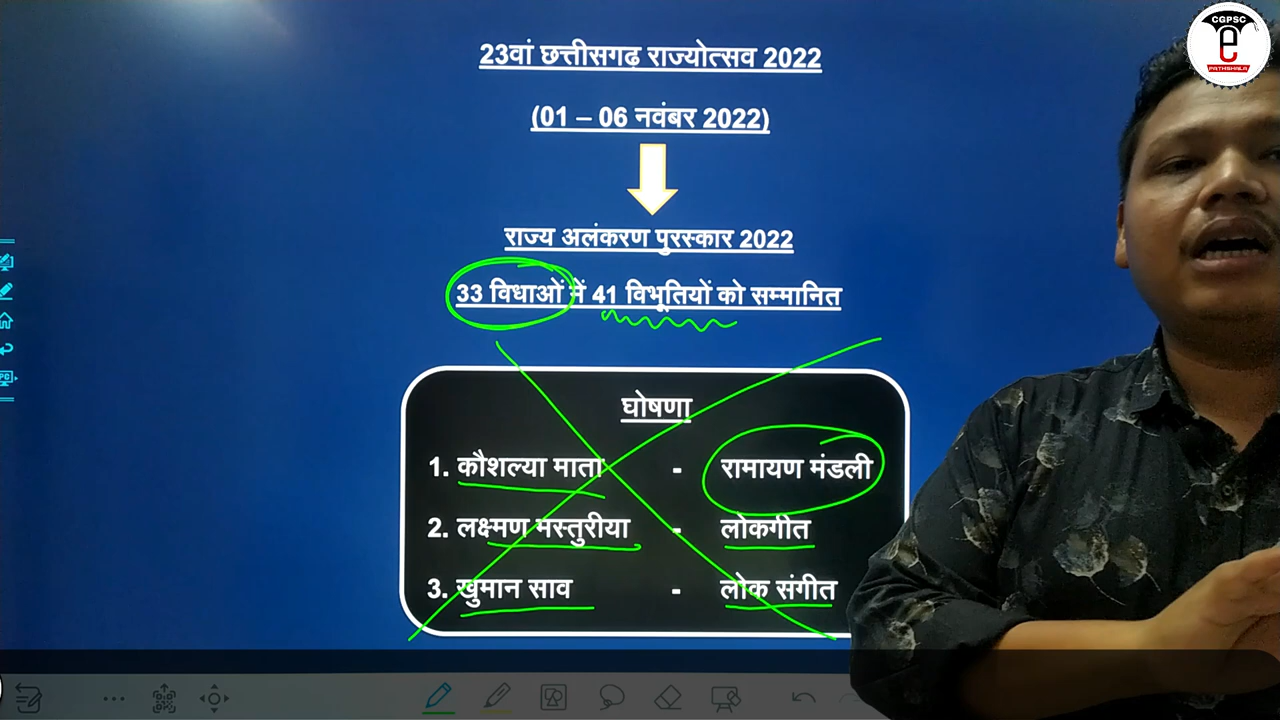 CGPSC
PATHSHALA
23वां छत्तीसगढ़ राज्योत्सव 2022
(01 – 06 नवंबर 2022)
राज्य अलंकरण पुरस्कार 2022
33 विधाओं में 41 विभूतियों को सम्मानित
घोषणा
1. कौशल्या माता - रामायण मंडली
2. लक्ष्मण मस्तुरीया - लोकगीत
3. खुमान साव - लोक संगीत